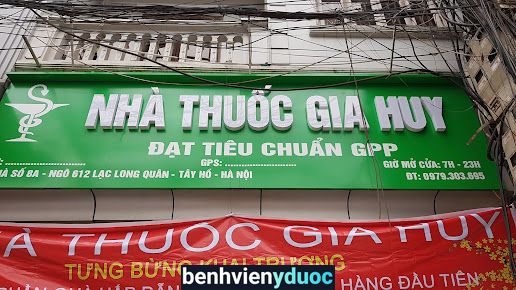 NHÀ THUỐC GIA HUY
ĐẠT TIÊU CHUẨN GPP
GPS:
GIỜ MỞ CỬA: 7H - 23H
SỐ 8A - NGÕ 612 LẠC LONG QUÂN - TÂY HỒ - HÀ NỘI
ĐT: 0979.303.695
THUỐC GIA HUY
TƯNG BỪNG KHAI TRƯƠNG
HÀNG ĐẦU TIÊN
benhvienyduoc